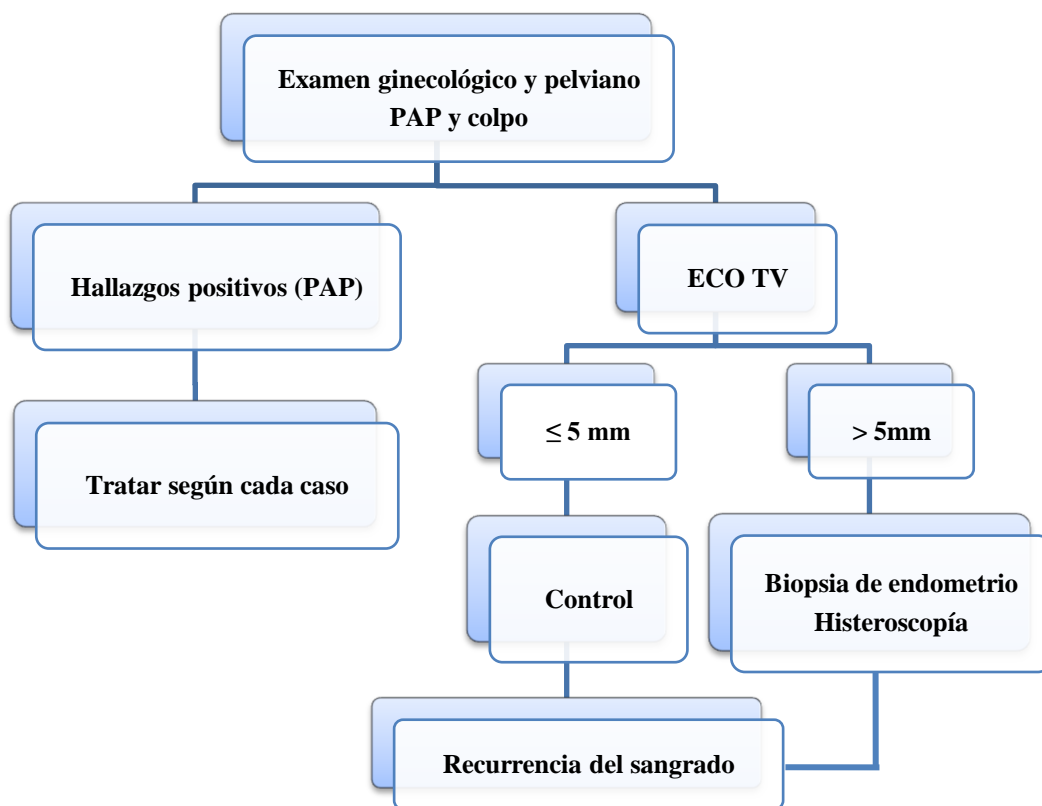 Examen ginecológico y pelviano
PAP y colpo
Hallazgos positivos (PAP)
ECO TV
Tratar según cada caso
≤ 5 mm
> 5mm
Control
Biopsia de endometrio
Histeroscopía
Recurrencia del sangrado